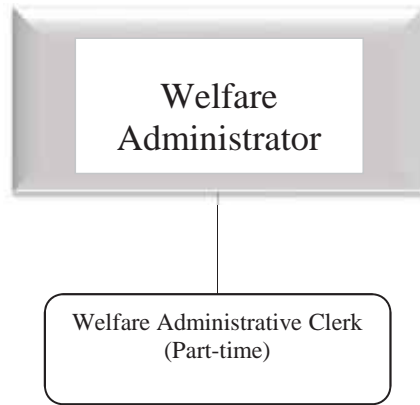 Welfare
Administrator
Welfare Administrative Clerk
(Part-time)